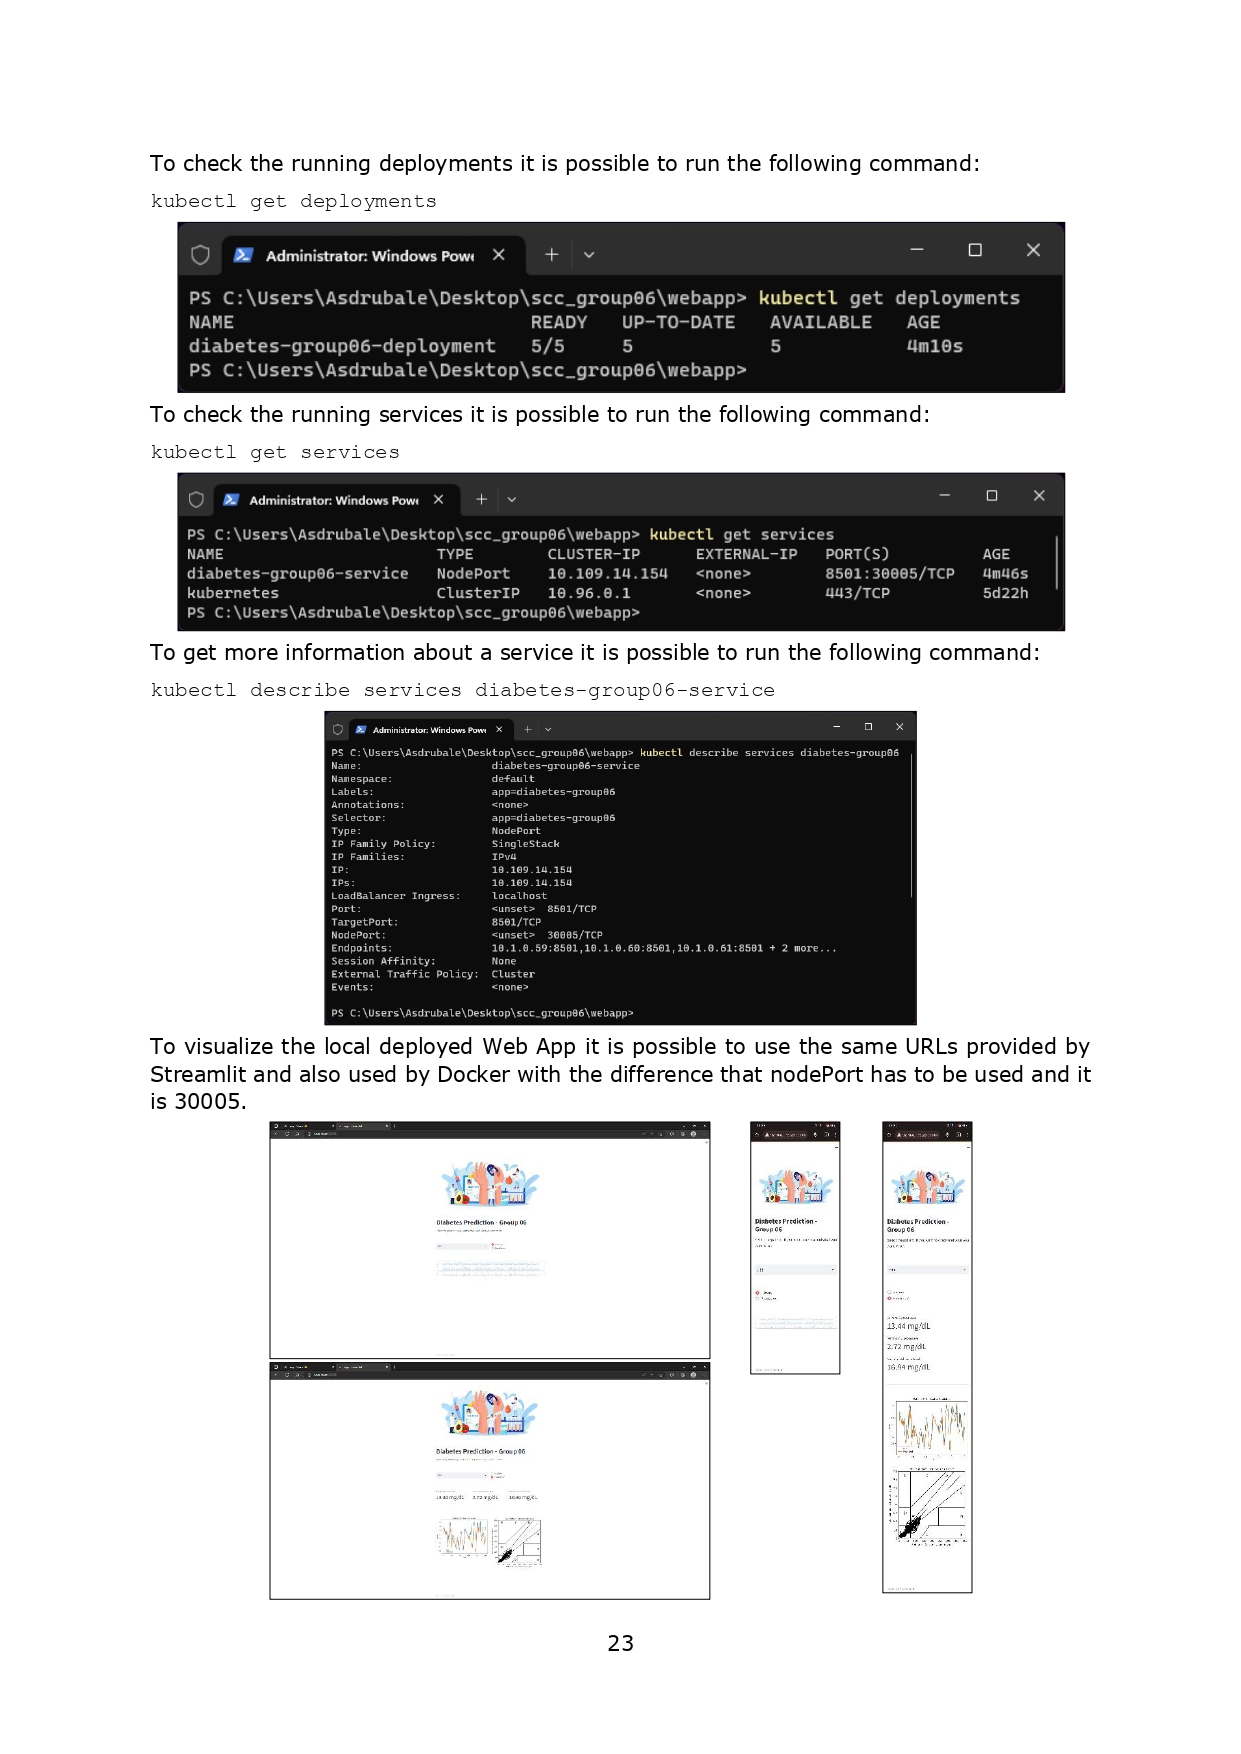 To check the running deployments it is possible to run the following command:
kubectl get deployments
Administrator: Windows Powe
PS C:\Users\Asdrubale\Desktop\scc_group06\webapp> kubectl get deployments
NAME READY UP-TO-DATE AVAILABLE AGE
diabetes-group06-deployment 5/5 5 5 4m10s
PS C:\Users\Asdrubale\Desktop\scc_group06\webapp>
To check the running services it is possible to run the following command:
kubectl get services
Administrator: Windows Powe
PS C:\Users\Asdrubale\Desktop\scc_group06\webapp> kubectl get services
NAME TYPE CLUSTER-IP EXTERNAL-IP PORT(S) AGE
diabetes-group06-service NodePort 10.109.14.154 <none> 8501:30005/TCP 4m46s
kubernetes ClusterIP 10.96.0.1 <none> 443/TCP 5d22h
PS C:\Users\Asdrubale\Desktop\scc_group06\webapp>
To get more information about a service it is possible to run the following command:
kubectl describe services diabetes-group06-service
Administrator: Windows Powe
PS C:\Users\Asdrubale\Desktop\scc_group06\webapp> kubectl describe services diabetes-group06
Name: diabetes-group06-service
Namespace: default
Labels: app=diabetes-group06
Annotations: <none>
Selector: app=diabetes-group06
Type: NodePort
IP Family Policy: SingleStack
IP Families: IPv4
IP: 10.109.14.154
IPs: 10.109.14.154
LoadBalancer Ingress: localhost
Port: <unset> 8501/TCP
TargetPort: 8501/TCP
NodePort: <unset> 30005/TCP
Endpoints: 10.1.0.59:8501,10.1.0.60:8501,10.1.0.61:8501 + 2 more...
Session Affinity: None
External Traffic Policy: Cluster
Events: <none>
PS C:\Users\Asdrubale\Desktop\scc_group06\webapp>
To visualize the local deployed Web App it is possible to use the same URLs provided by
Streamlit and also used by Docker with the difference that nodePort has to be used and it
is 30005.
Diabetes Prediction - Group 06
Diabetes Prediction -
Group 06
Diabetes Prediction -
Group 06
13.44 mg/dL
2.72 mg/dL
16.94 mg/dL
Diabetes Prediction - Group 06
23